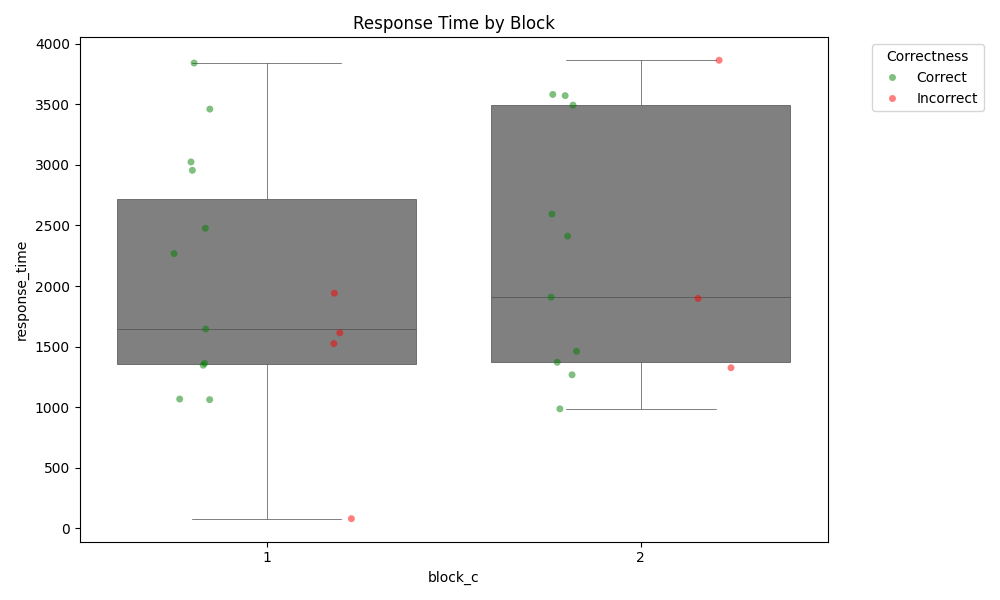 Response Time by Block
Correctness
Correct
Incorrect
4000
3500
3000
2500
2000
1500
1000
500
0
response_time
1
2
block_c